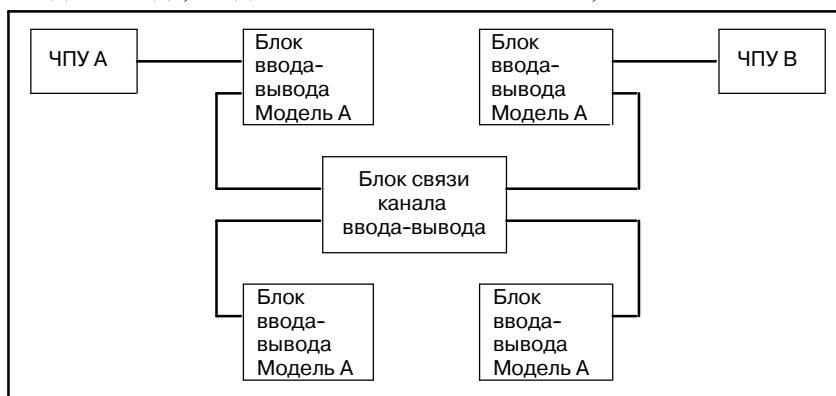 ЧПУ A
Блок
ввода-
вывода
Модель A
Блок
ввода-
вывода
Модель A
ЧПУ B
Блок связи
канала
ввода-вывода
Блок
ввода-
вывода
Модель A
Блок
ввода-
вывода
Модель A